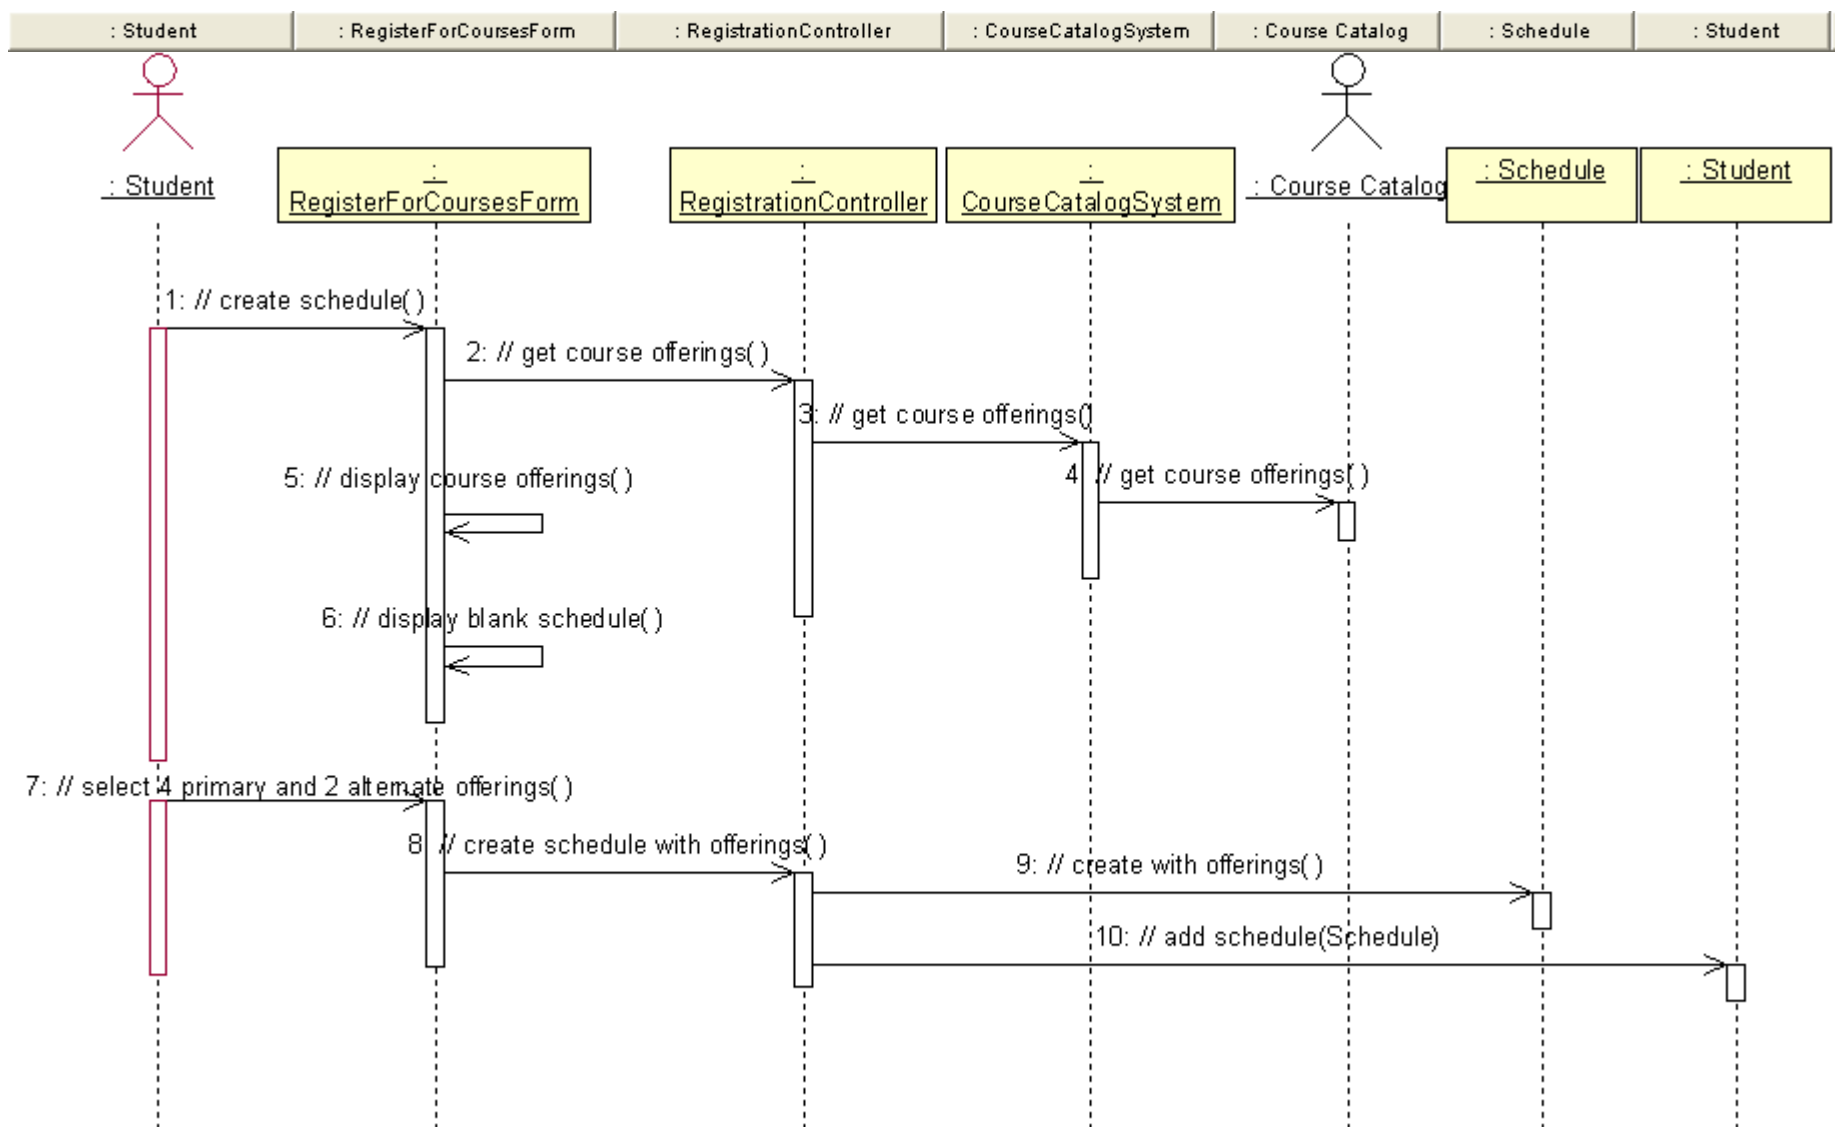 : Student
: RegisterForCoursesForm
: RegistrationController
: CourseCatalogSystem
: Course Catalog
: Schedule
: Student
: Student
:
RegisterForCoursesForm
:
RegistrationController
:
CourseCatalogSystem
: Course Catalog
: Schedule
: Student
1: // create schedule( )
2: // get course offerings( )
3: // get course offerings()
4: // get course offerings( )
5: // display course offerings( )
6: // display blank schedule( )
7: // select 4 primary and 2 alternate offerings( )
8: // create schedule with offerings( )
9: // create with offerings( )
10: // add schedule(Schedule)